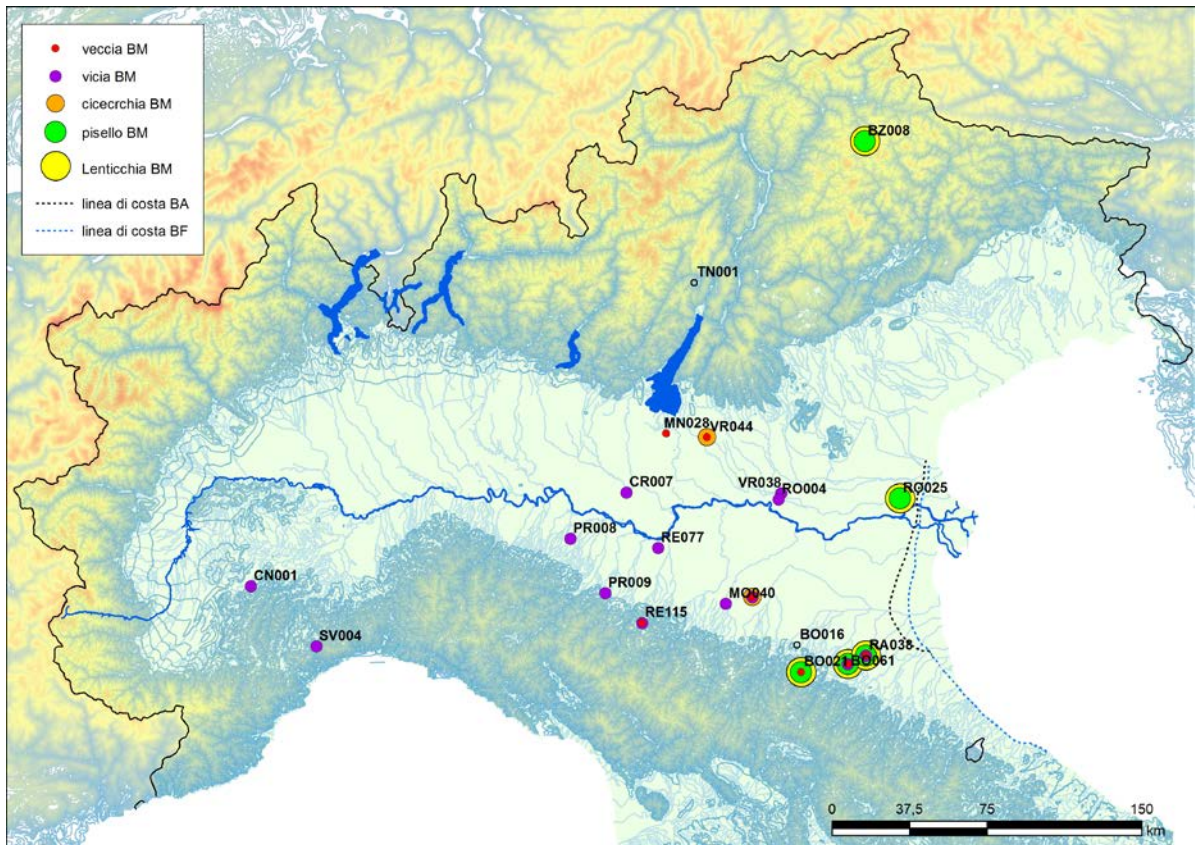 veccia BM
vicia BM
cicecrchia BM
pisello BM
Lenticchia BM
linea di costa BA
linea di costa BF
BZ008
TN001
MN028
VR044
CR007
VR038
RO004
RO025
PR008
RE077
CN001
PR009
MO040
RE115
SV004
BO016
RA038
BO021
BO061
0 37,5 75 150
km